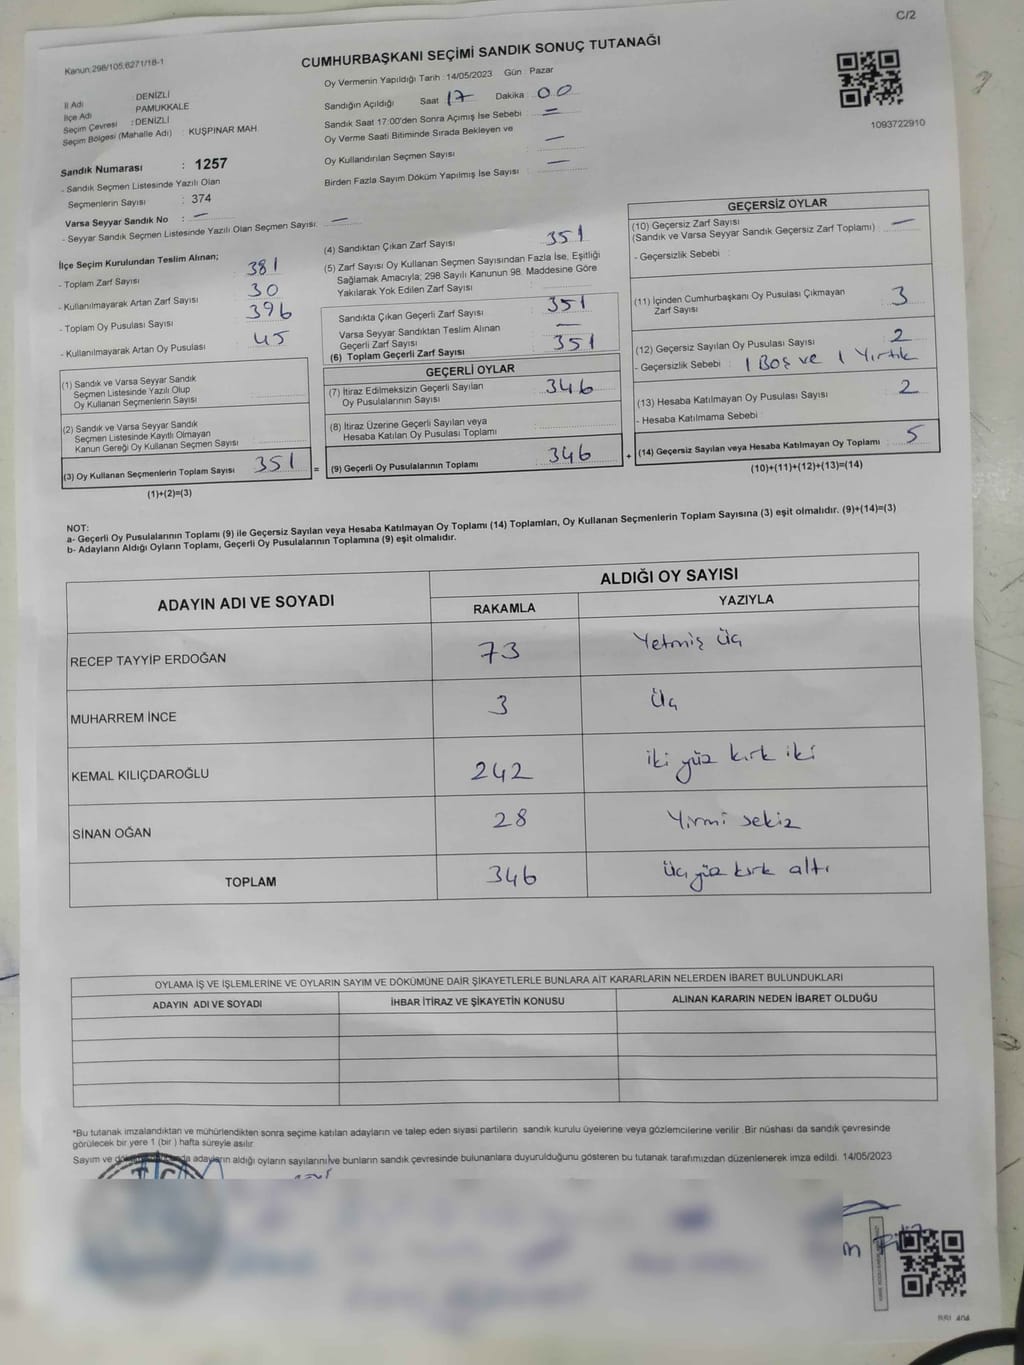 C/2
Kanun:298/105;6271/18-1
CUMHURBAŞKANI SEÇİMİ SANDIK SONUÇ TUTANAĞI
İl Adı : DENİZLİ
İlçe Adı PAMUKKALE
Seçim Çevresi : DENİZLİ
Seçim Bölgesi (Mahalle Adı) : KUŞPINAR MAH
Sandık Numarası : 1257
- Sandık Seçmen Listesinde Yazılı Olan
Seçmenlerin Sayısı : 374
Varsa Seyyar Sandık No : —
- Seyyar Sandık Seçmen Listesinde Yazılı Olan Seçmen Sayısı: —
Oy Vermenin Yapıldığı Tarih : 14/05/2023 Gün : Pazar
Sandığın Açıldığı Saat 17 Dakika : 00
Sandık Saat 17:00'den Sonra Açımış İse Sebebi : =
Oy Verme Saati Bitiminde Sırada Bekleyen ve
Oy Kullandırılan Seçmen Sayısı —
Birden Fazla Sayım Döküm Yapılmış İse Sayısı : —
1093722910
İlçe Seçim Kurulundan Teslim Alınan;
- Toplam Zarf Sayısı : 381
- Kullanılmayarak Artan Zarf Sayısı : 30
- Toplam Oy Pusulası Sayısı : 396
- Kullanılmayarak Artan Oy Pusulası : 45
(1) Sandık ve Varsa Seyyar Sandık
Seçmen Listesinde Yazılı Olup
Oy Kullanan Seçmenlerin Sayısı
(2) Sandık ve Varsa Seyyar Sandık
Seçmen Listesinde Kayıtlı Olmayan
Kanun Gereği Oy Kullanan Seçmen Sayısı
(3) Oy Kullanan Seçmenlerin Toplam Sayısı 351 =
(1)+(2)=(3)
(4) Sandıktan Çıkan Zarf Sayısı 351
(5) Zarf Sayısı Oy Kullanan Seçmen Sayısından Fazla İse, Eşitliği
Sağlamak Amacıyla; 298 Sayılı Kanunun 98. Maddesine Göre
Yakılarak Yok Edilen Zarf Sayısı
Sandıkta Çıkan Geçerli Zarf Sayısı 351
Varsa Seyyar Sandıktan Teslim Alınan
Geçerli Zarf Sayısı —
(6) Toplam Geçerli Zarf Sayısı 351
GEÇERLİ OYLAR
(7) İtiraz Edilmeksizin Geçerli Sayılan
Oy Pusulalarının Sayısı 346
(8) İtiraz Üzerine Geçerli Sayılan veya
Hesaba Katılan Oy Pusulası Toplamı
(9) Geçerli Oy Pusulalarının Toplamı 346 +
GEÇERSİZ OYLAR
(10) Geçersiz Zarf Sayısı
(Sandık ve Varsa Seyyar Sandık Geçersiz Zarf Toplamı) : —
- Geçersizlik Sebebi :
(11) İçinden Cumhurbaşkanı Oy Pusulası Çıkmayan
Zarf Sayısı 3
(12) Geçersiz Sayılan Oy Pusulası Sayısı 2
- Geçersizlik Sebebi : 1 Boş ve 1 Yırtık
(13) Hesaba Katılmayan Oy Pusulası Sayısı 2
- Hesaba Katılmama Sebebi
(14) Geçersiz Sayılan veya Hesaba Katılmayan Oy Toplamı 5
(10)+(11)+(12)+(13)=(14)
NOT:
a- Geçerli Oy Pusulalarının Toplamı (9) ile Geçersiz Sayılan veya Hesaba Katılmayan Oy Toplamı (14) Toplamları, Oy Kullanan Seçmenlerin Toplam Sayısına (3) eşit olmalıdır. (9)+(14)=(3)
b- Adayların Aldığı Oyların Toplamı, Geçerli Oy Pusulalarının Toplamına (9) eşit olmalıdır.
ADAYIN ADI VE SOYADI ALDIĞI OY SAYISI
RAKAMLA YAZIYLA
RECEP TAYYİP ERDOĞAN 73 Yetmiş üç
MUHARREM İNCE 3 üç
KEMAL KILIÇDAROĞLU 242 iki yüz kırk iki
SİNAN OĞAN 28 Yirmi sekiz
TOPLAM 346 üç yüz kırk altı
OYLAMA İŞ VE İŞLEMLERİNE VE OYLARIN SAYIM VE DÖKÜMÜNE DAİR ŞİKAYETLERLE BUNLARA AİT KARARLARIN NELERDEN İBARET BULUNDUKLARI
ADAYIN ADI VE SOYADI İHBAR İTİRAZ VE ŞİKAYETİN KONUSU ALINAN KARARIN NEDEN İBARET OLDUĞU
*Bu tutanak imzalandıktan ve mühürlendikten sonra seçime katılan adayların ve talep eden siyasi partilerin sandık kurulu üyelerine veya gözlemcilerine verilir. Bir nüshası da sandık çevresinde
görülecek bir yere 1 (bir ) hafta süreyle asılır.
Sayım ve adayların aldığı oyların sayılarını ve bunların sandık çevresinde bulunanlara duyurulduğunu gösteren bu tutanak tarafımızdan düzenlenerek imza edildi. 14/05/2023